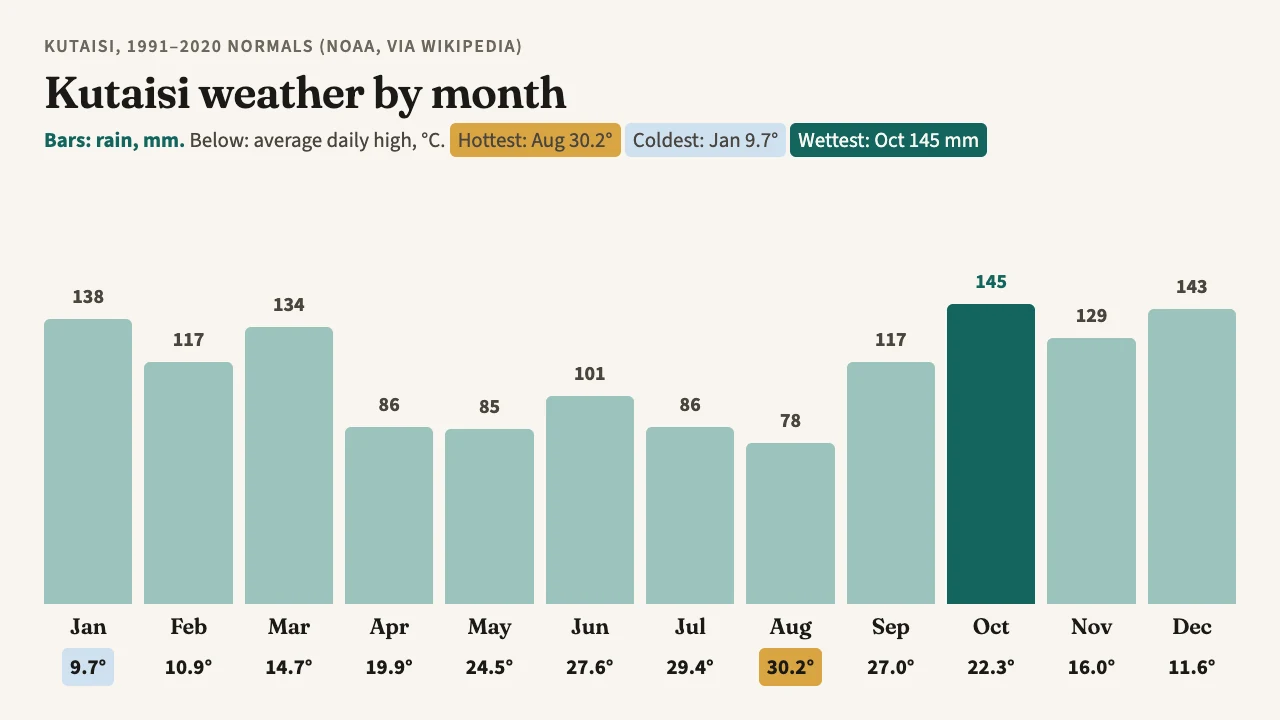 KUTAISI, 1991–2020 NORMALS (NOAA, VIA WIKIPEDIA)
Kutaisi weather by month
Bars: rain, mm. Below: average daily high, °C. Hottest: Aug 30.2° Coldest: Jan 9.7° Wettest: Oct 145 mm
138 117 134 86 85 101 86 78 117 145 129 143
Jan Feb Mar Apr May Jun Jul Aug Sep Oct Nov Dec
9.7° 10.9° 14.7° 19.9° 24.5° 27.6° 29.4° 30.2° 27.0° 22.3° 16.0° 11.6°